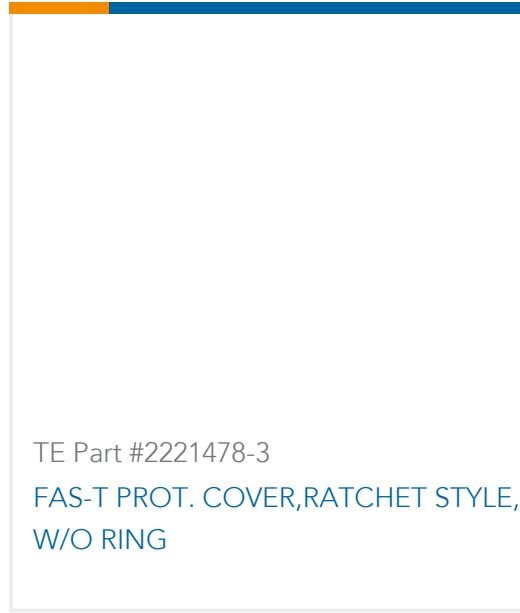 TE Part #2221478-3
FAS-T PROT. COVER,RATCHET STYLE,
W/O RING